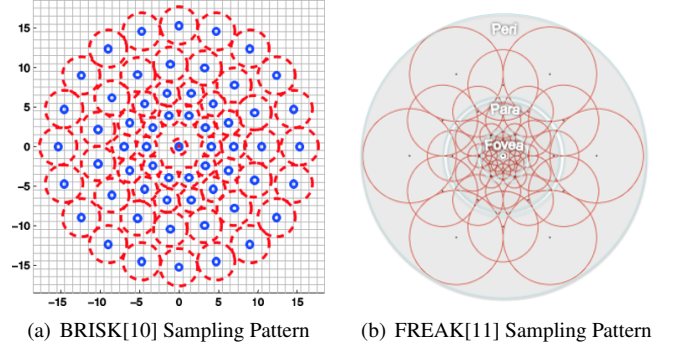 15
10
5
0
−5
−10
−15
−15 −10 −5 0 5 10 15
(a) BRISK[10] Sampling Pattern
Peri
Para
Fovea
(b) FREAK[11] Sampling Pattern